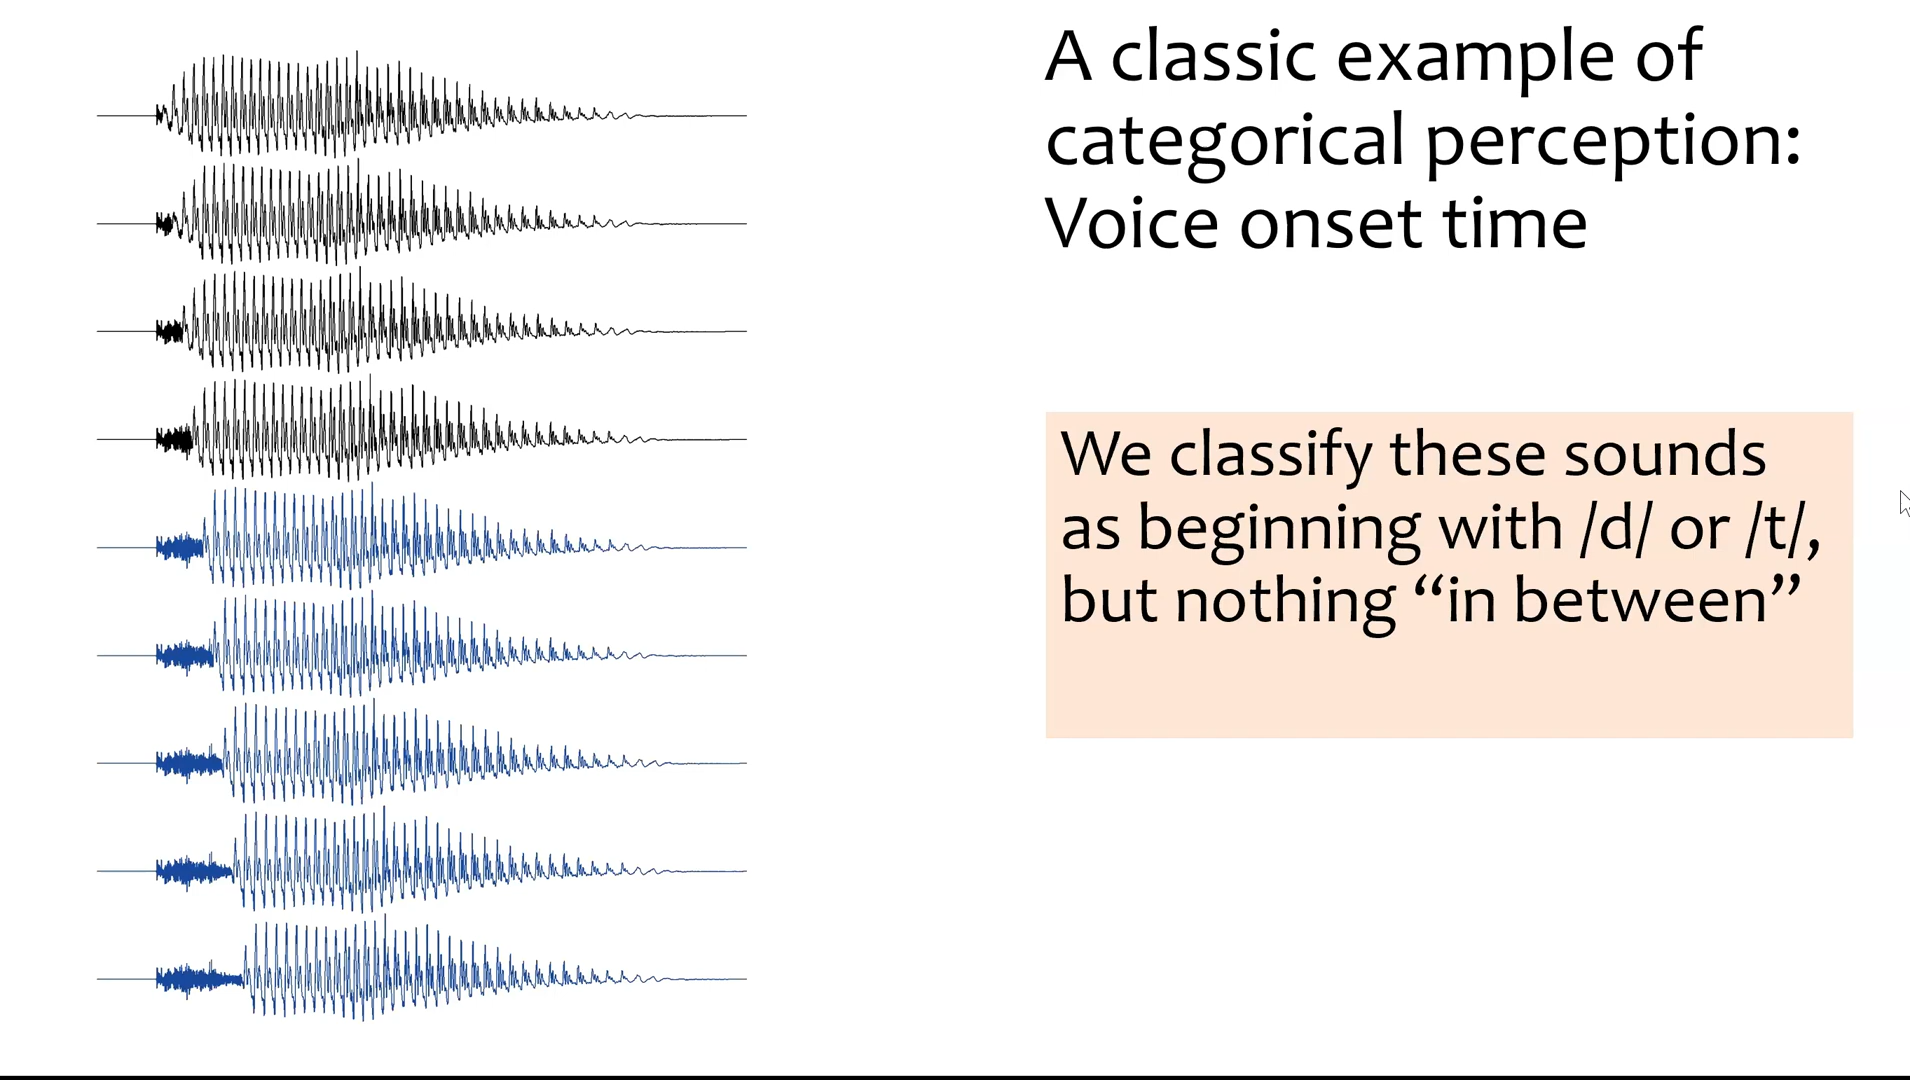 A classic example of
categorical perception:
Voice onset time
We classify these sounds
as beginning with /d/ or /t/,
but nothing “in between”